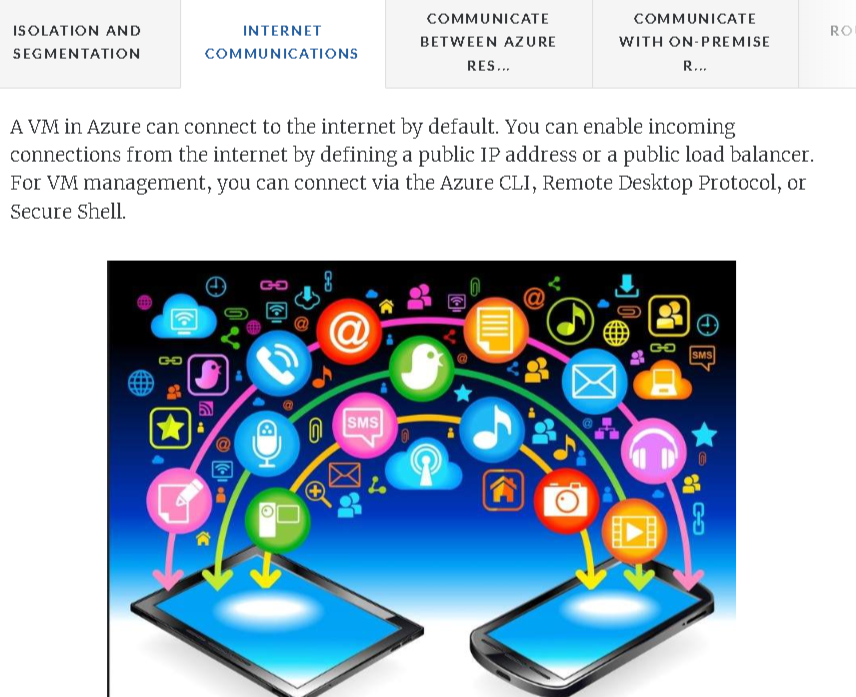 ISOLATION AND
SEGMENTATION
INTERNET
COMMUNICATIONS
COMMUNICATE
BETWEEN AZURE
RES...
COMMUNICATE
WITH ON-PREMISE
R...
RO
A VM in Azure can connect to the internet by default. You can enable incoming
connections from the internet by defining a public IP address or a public load balancer.
For VM management, you can connect via the Azure CLI, Remote Desktop Protocol, or
Secure Shell.
@
SMS
SMS